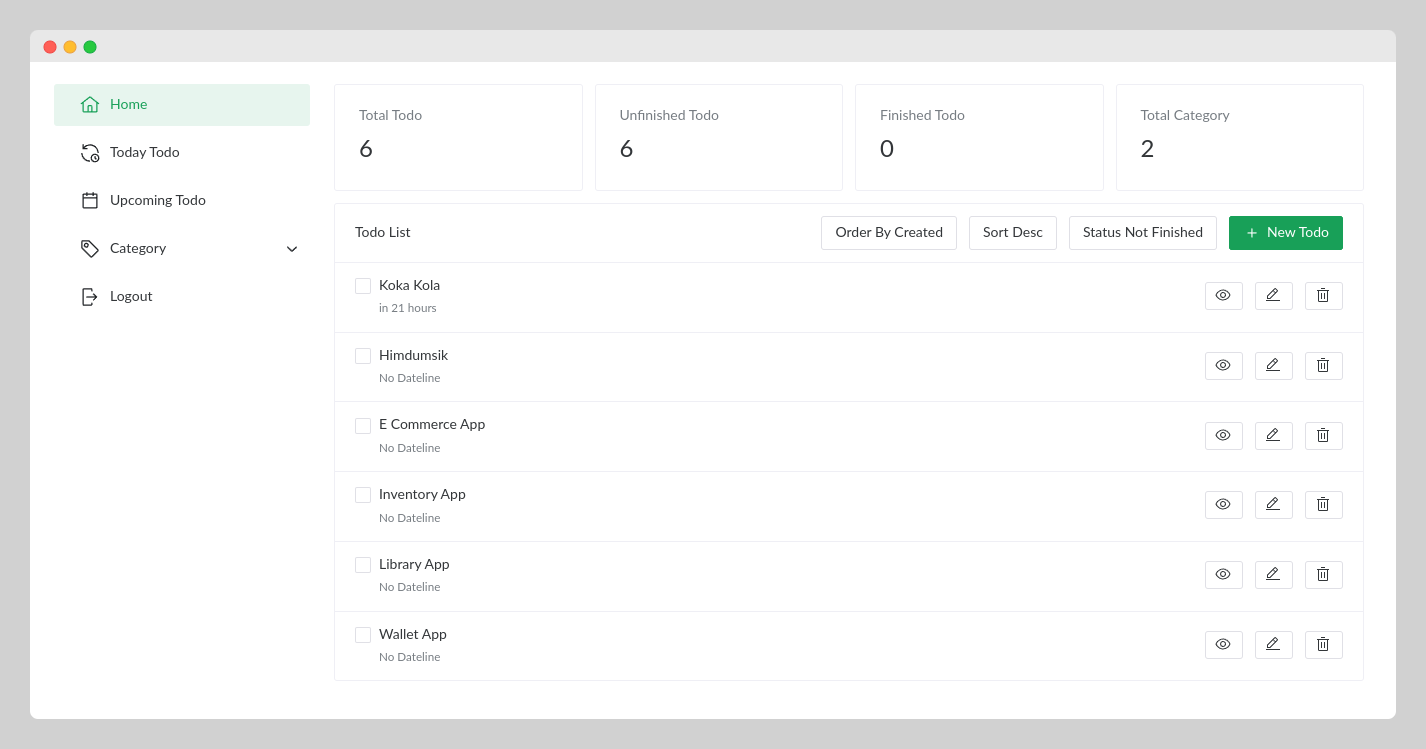 Home
Today Todo
Upcoming Todo
Category
Logout
Total Todo
6
Unfinished Todo
6
Finished Todo
0
Total Category
2
Todo List
Order By Created
Sort Desc
Status Not Finished
New Todo
Koka Kola
in 21 hours
Himdumsik
No Dateline
E Commerce App
No Dateline
Inventory App
No Dateline
Library App
No Dateline
Wallet App
No Dateline